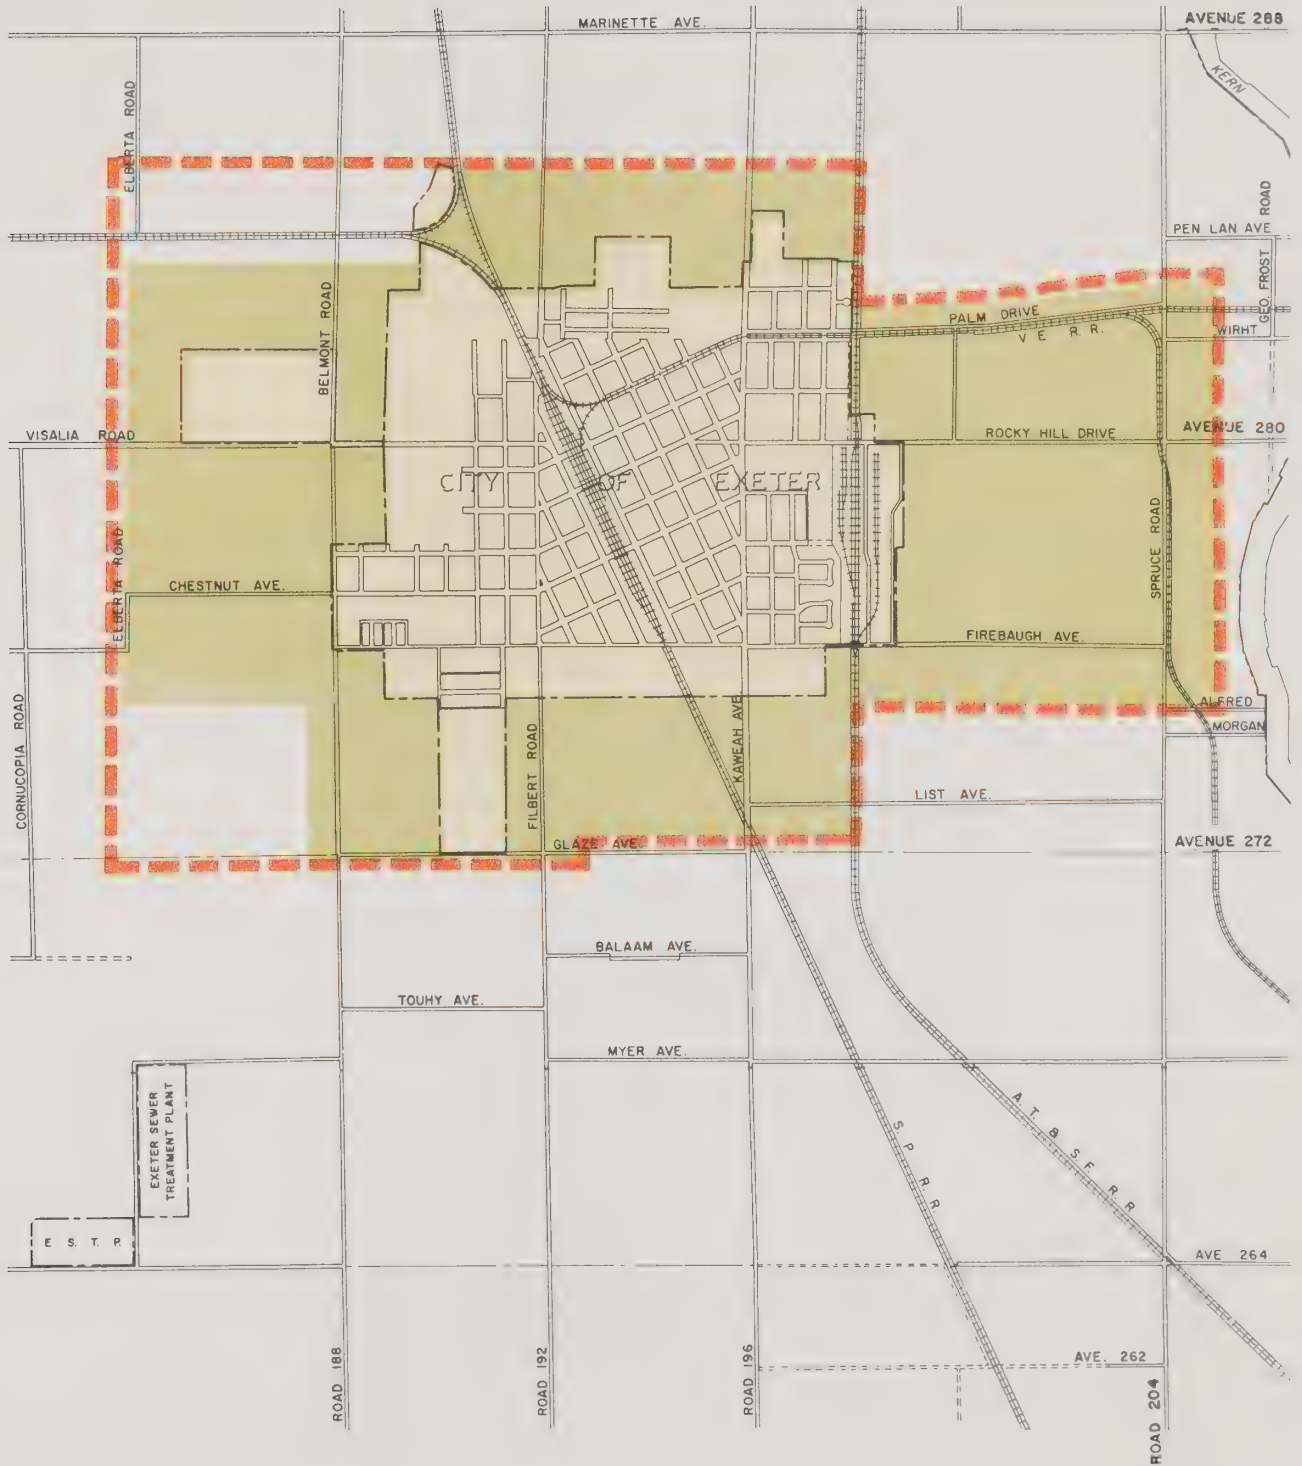 MARINETTE AVE.
AVENUE 288
KERN
ELBERTA ROAD
GEO. FROST ROAD
PEN LAN AVE
BELMONT ROAD
PALM DRIVE
V E R. R.
WIRHT
VISALIA ROAD
ROCKY HILL DRIVE
AVENUE 280
CITY OF EXETER
ELBERTA ROAD
SPRUCE ROAD
CHESTNUT AVE.
FIREBAUGH AVE.
ALFRED
MORGAN
CORNUCOPIA ROAD
FILBERT ROAD
KAWEAH AVE
LIST AVE.
GLAZE AVE.
AVENUE 272
BALAAM AVE.
TOUHY AVE.
MYER AVE.
EXETER SEWER
TREATMENT PLANT
S. P. R. R.
A. T. & S. F. R. R
E S. T. P.
AVE 264
AVE. 262
ROAD 188
ROAD 192
ROAD 196
ROAD 204